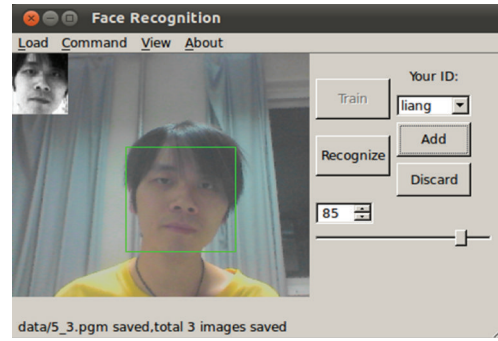 Face Recognition
Load Command View About
Your ID:
Train
liang
Add
Recognize
Discard
85
data/5_3.pgm saved,total 3 images saved